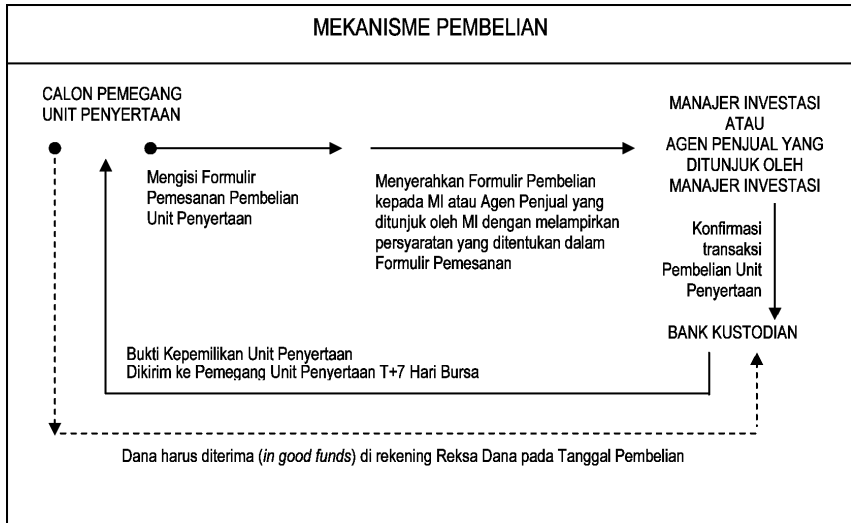 MEKANISME PEMBELIAN
CALON PEMEGANG
UNIT PENYERTAAN
Mengisi Formulir
Pemesanan Pembelian
Unit Penyertaan
Menyerahkan Formulir Pembelian
kepada MI atau Agen Penjual yang
ditunjuk oleh MI dengan melampirkan
persyaratan yang ditentukan dalam
Formulir Pemesanan
MANAJER INVESTASI
ATAU
AGEN PENJUAL YANG
DITUNJUK OLEH
MANAJER INVESTASI
Konfirmasi
transaksi
Pembelian Unit
Penyertaan
BANK KUSTODIAN
Bukti Kepemilikan Unit Penyertaan
Dikirim ke Pemegang Unit Penyertaan T+7 Hari Bursa
Dana harus diterima (in good funds) di rekening Reksa Dana pada Tanggal Pembelian